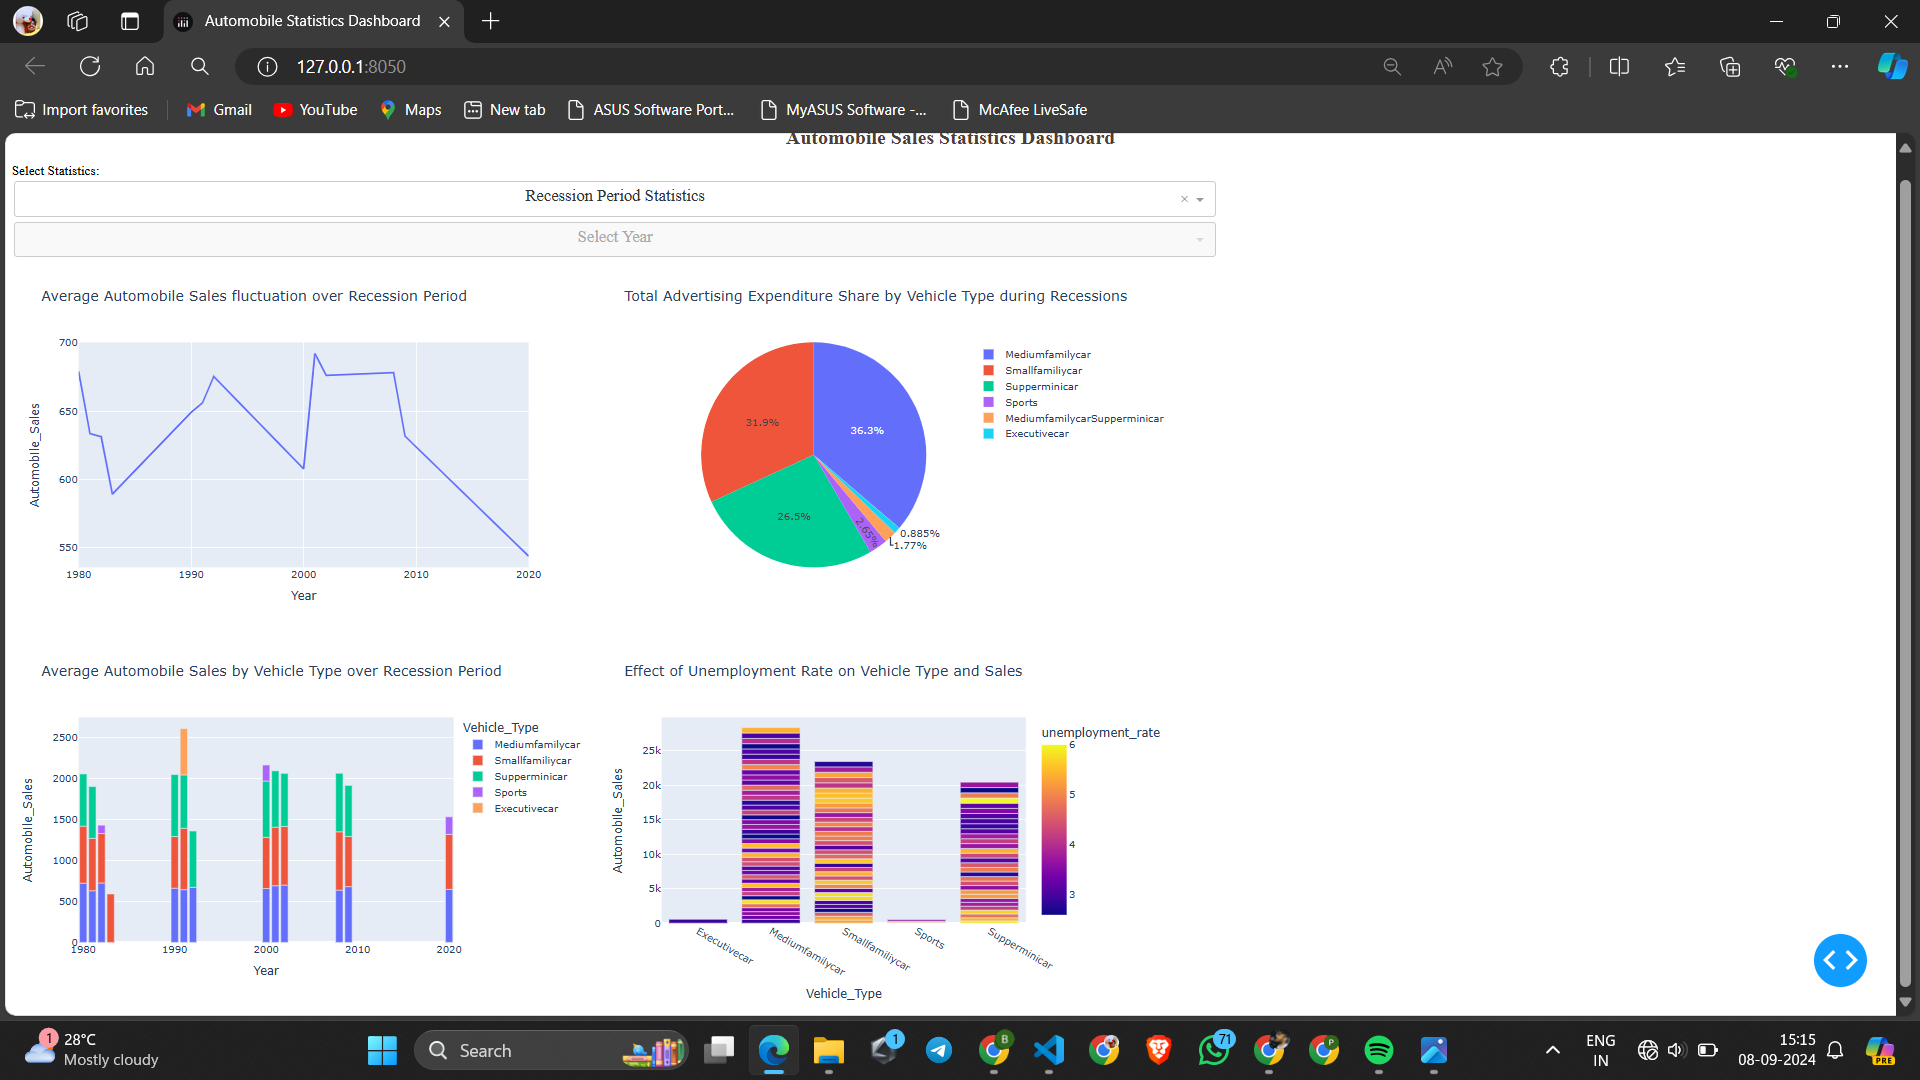 Automobile Statistics Dashboard
127.0.0.1:8050
Import favorites
Gmail
YouTube
Maps
New tab
ASUS Software Port...
MyASUS Software -...
McAfee LiveSafe
Automobile Sales Statistics Dashboard
Select Statistics:
Recession Period Statistics
×
Select Year
Average Automobile Sales fluctuation over Recession Period
700
650
600
550
1980
1990
2000
2010
2020
Automobile_Sales
Year
Total Advertising Expenditure Share by Vehicle Type during Recessions
36.3%
31.9%
26.5%
2.65%
1.77%
0.885%
Mediumfamilycar
Smallfamiliycar
Supperminicar
Sports
MediumfamilycarSupperminicar
Executivecar
Average Automobile Sales by Vehicle Type over Recession Period
2500
2000
1500
1000
500
0
1980
1990
2000
2010
2020
Automobile_Sales
Year
Vehicle_Type
Mediumfamilycar
Smallfamiliycar
Supperminicar
Sports
Executivecar
Effect of Unemployment Rate on Vehicle Type and Sales
25k
20k
15k
10k
5k
0
Automobile_Sales
Executivecar
Mediumfamilycar
Smallfamiliycar
Sports
Supperminicar
Vehicle_Type
unemployment_rate
6
5
4
3
1
28°C
Mostly cloudy
Search
1
B
71
P
ENG
IN
15:15
08-09-2024
PRE